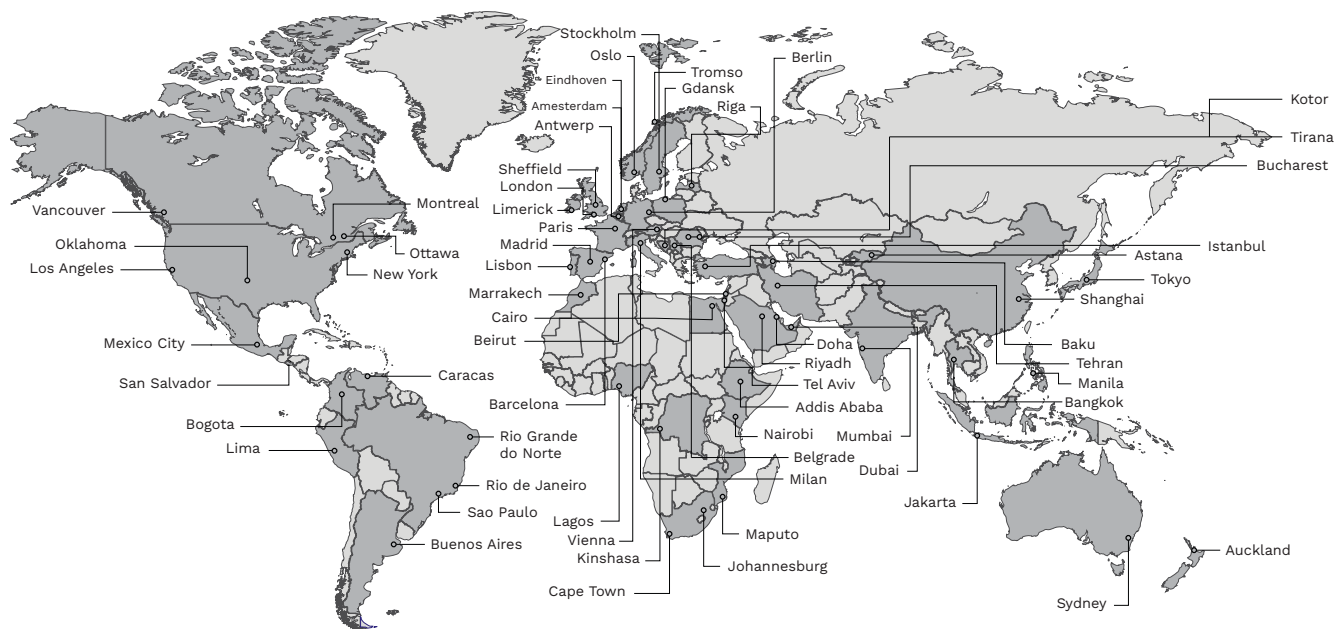 Stockholm
Oslo
Berlin
Tromso
Eindhoven
Gdansk
Kotor
Riga
Amesterdam
Antwerp
Tirana
Bucharest
Sheffield
London
Montreal
Limerick
Vancouver
Paris
Oklahoma
Madrid
Istanbul
Ottawa
Astana
Los Angeles
Lisbon
New York
Tokyo
Marrakech
Shanghai
Cairo
Beirut
Mexico City
Doha
Baku
Riyadh
Tehran
San Salvador
Caracas
Tel Aviv
Manila
Barcelona
Bangkok
Addis Ababa
Bogota
Rio Grande
do Norte
Nairobi
Mumbai
Lima
Belgrade
Dubai
Milan
Rio de Janeiro
Jakarta
Sao Paulo
Lagos
Maputo
Vienna
Buenos Aires
Auckland
Kinshasa
Johannesburg
Cape Town
Sydney